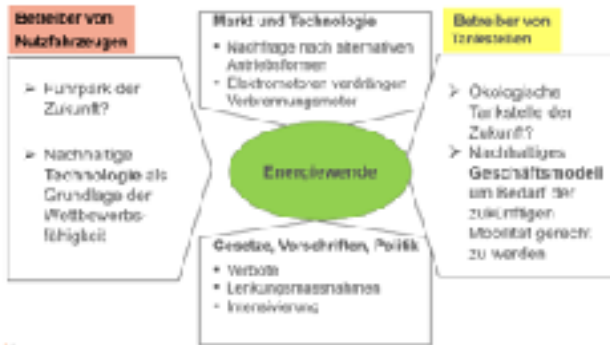 Betreiber von
Nutzfahrzeugen
Fuhrpark der
Zukunft?
Nachhaltige
Technologie als
Grundlage der
Wettbewerbs-
fähigkeit
Markt und Technologie
Nachfrage nach alternativen
Antriebsformen
Elektromotoren verdrängen
Verbrennungsmotor
Energiewende
Gesetze, Vorschriften, Politik
Verbote
Lenkungsmassnahmen
Intensivierung
Betreiber von
Tankstellen
Ökologische
Tankstelle der
Zukunft?
Nachhaltiges
Geschäftsmodell
um Bedarf der
zukünftigen
Mobilität gerecht
zu werden